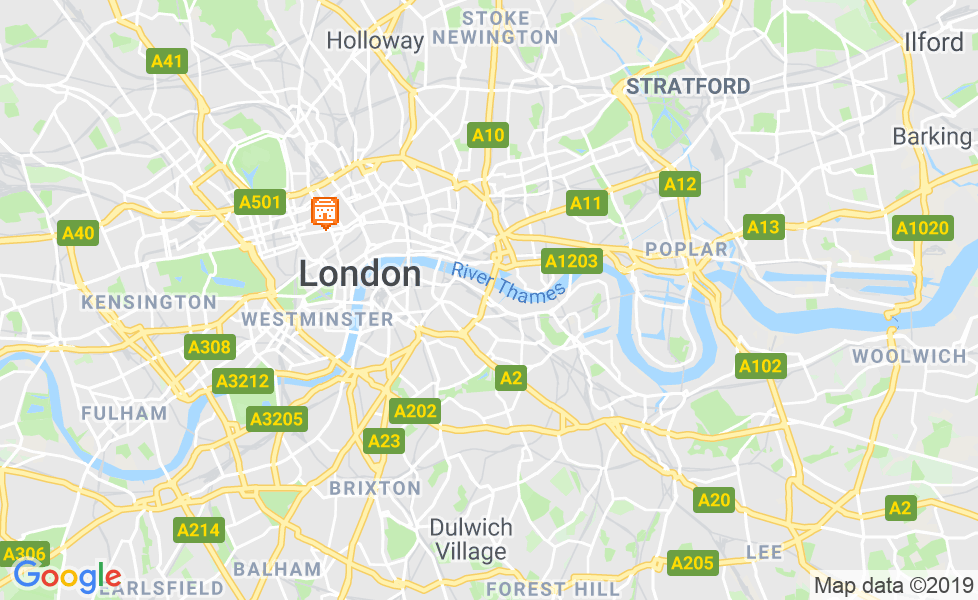 STOKE
NEWINGTON
Holloway
Ilford
A41
STRATFORD
A10
Barking
A12
A501
A11
A40
A13
A1020
POPLAR
A1203
London
River Thames
KENSINGTON
WESTMINSTER
A308
WOOLWICH
A102
A3212
A2
FULHAM
A202
A3205
A23
BRIXTON
A20
A2
A214
Dulwich
Village
A306
LEE
A205
BALHAM
Google
EARLSFIELD
FOREST HILL
Map data ©2019